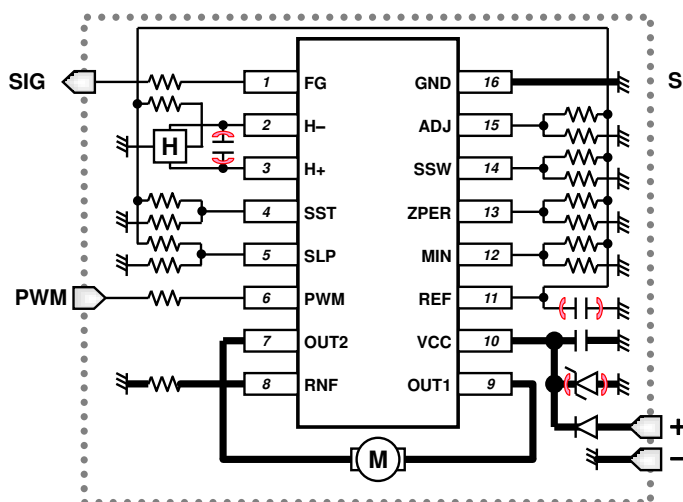 SIG
1 FG
GND 16
S
2 H–
ADJ 15
H
3 H+
SSW 14
4 SST
ZPER 13
5 SLP
MIN 12
PWM
6 PWM
REF 11
7 OUT2
VCC 10
8 RNF
OUT1 9
+
M
–